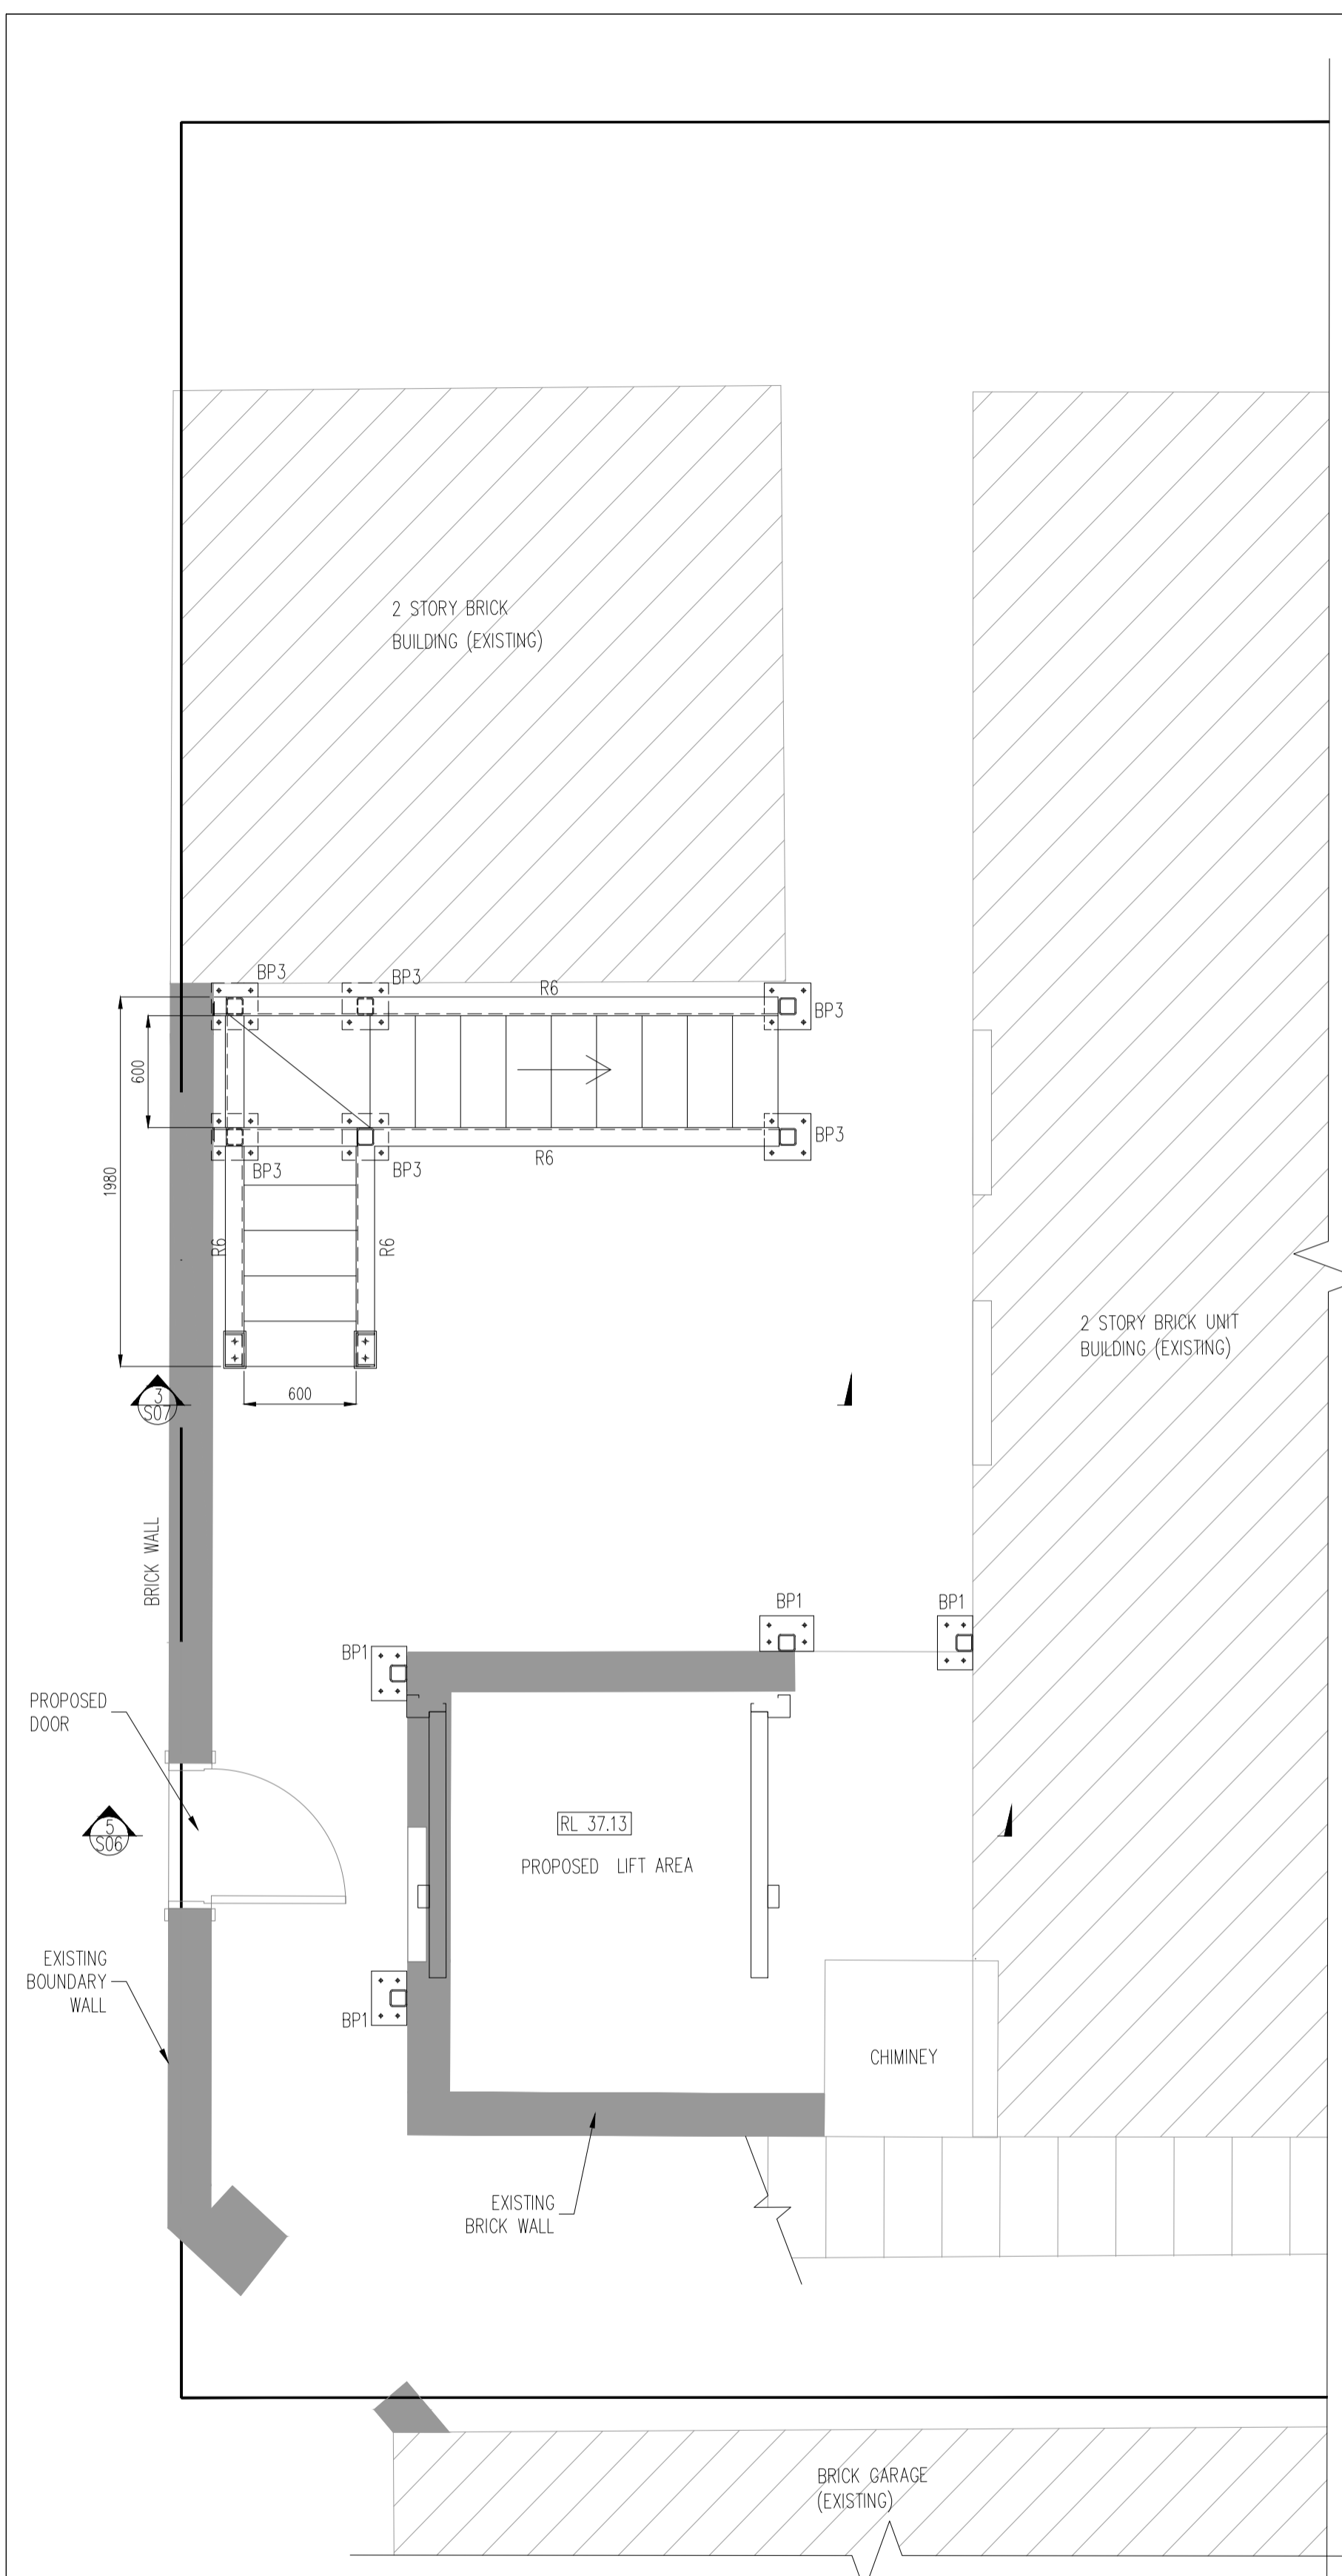 2 STORY BRICK
BUILDING (EXISTING)
BP3
BP3
R6
BP3
600
BP3
BP3
BP3
R6
1980
R6
R6
600
3
S07
2 STORY BRICK UNIT
BUILDING (EXISTING)
BRICK WALL
BP1
BP1
BP1
PROPOSED
DOOR
RL 37.13
PROPOSED LIFT AREA
5
S06
EXISTING
BOUNDARY
WALL
BP1
CHIMINEY
EXISTING
BRICK WALL
BRICK GARAGE
(EXISTING)